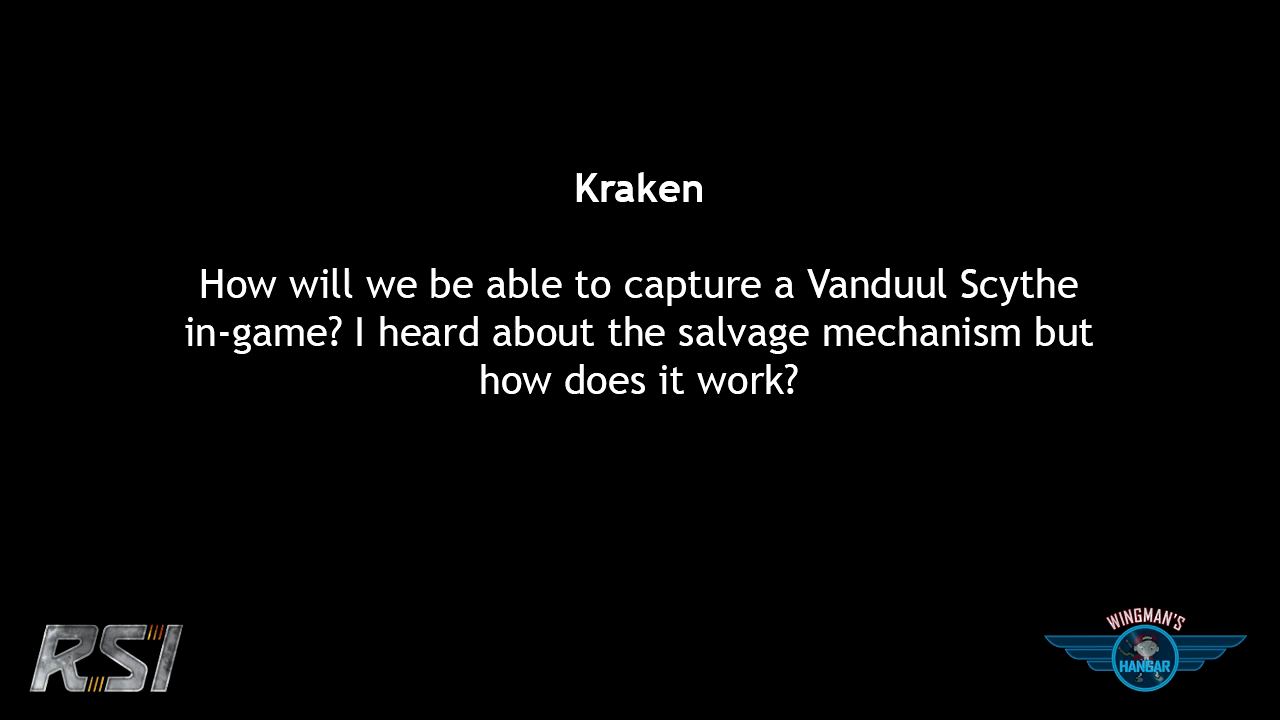 Kraken
How will we be able to capture a Vanduul Scythe
in-game? I heard about the salvage mechanism but
how does it work?
RSI
WINGMAN'S
HANGAR